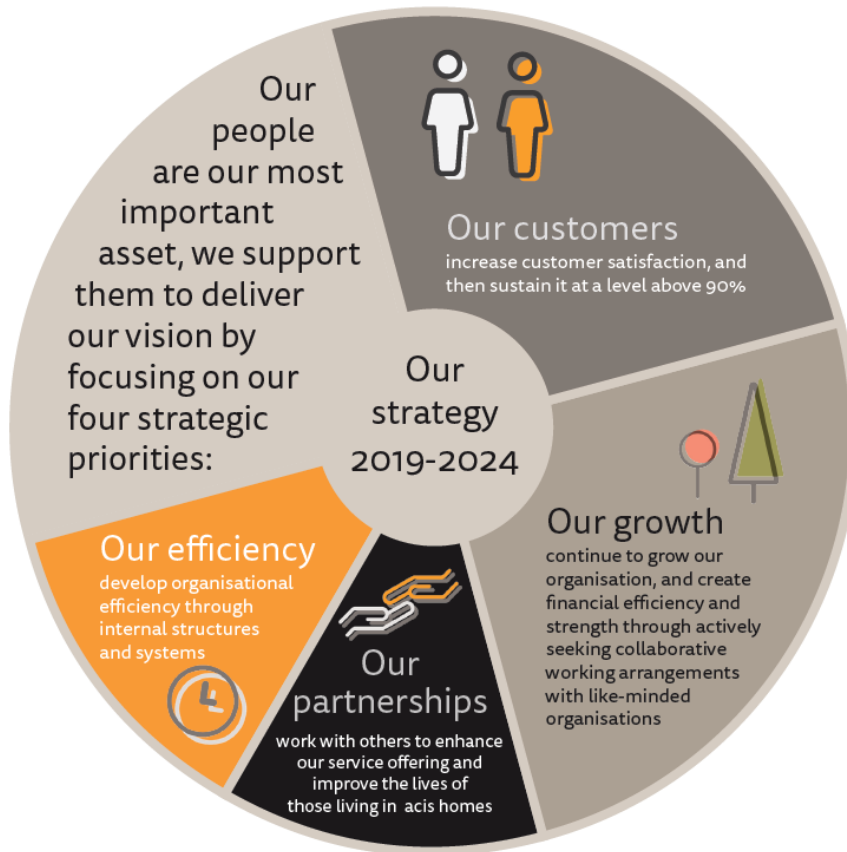 Our
people
are our most
important
asset, we support
them to deliver
our vision by
focusing on our
four strategic
priorities:
Our customers
increase customer satisfaction, and
then sustain it at a level above 90%
Our
strategy
2019-2024
Our growth
continue to grow our
organisation, and create
financial efficiency and
strength through actively
seeking collaborative
working arrangements
with like-minded
organisations
Our partnerships
work with others to enhance
our service offering and
improve the lives of
those living in acis homes
Our efficiency
develop organisational
efficiency through
internal structures
and systems